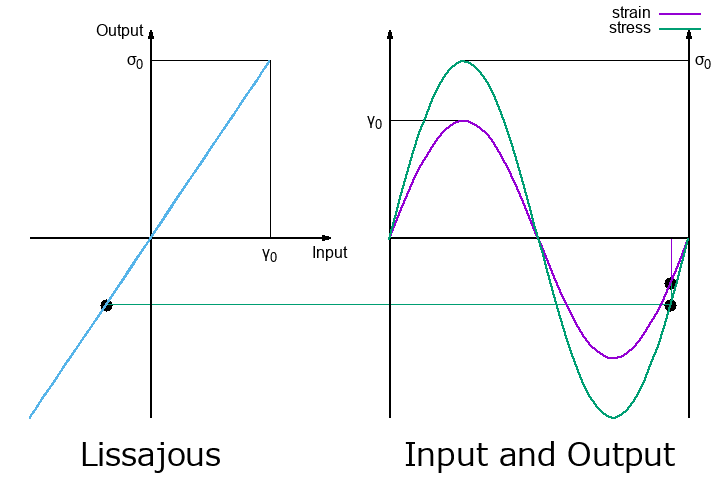 strain
stress
Output
σ0
σ0
γ0
γ0
Input
Lissajous
Input and Output